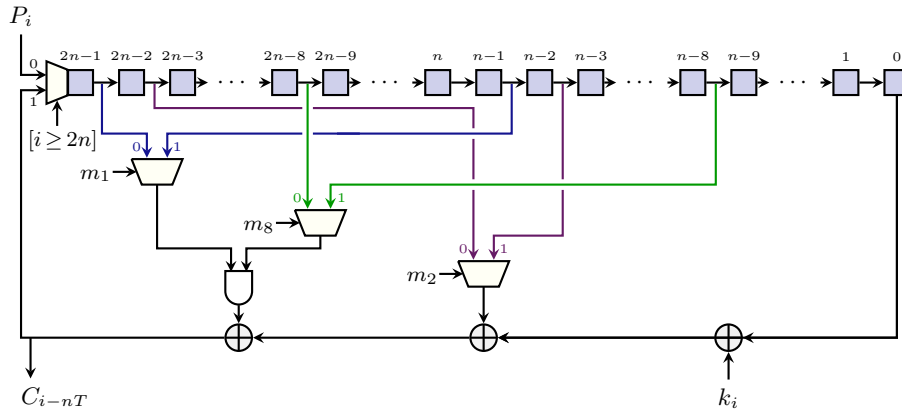 P_i
2n−1 2n−2 2n−3 2n−8 2n−9 n n−1 n−2 n−3 n−8 n−9 1 0
0
··· ··· ··· ···
1
[i ≥ 2n]
0 1
m_1
0 1
m_8
0 1
m_2
C_{i−nT} k_i